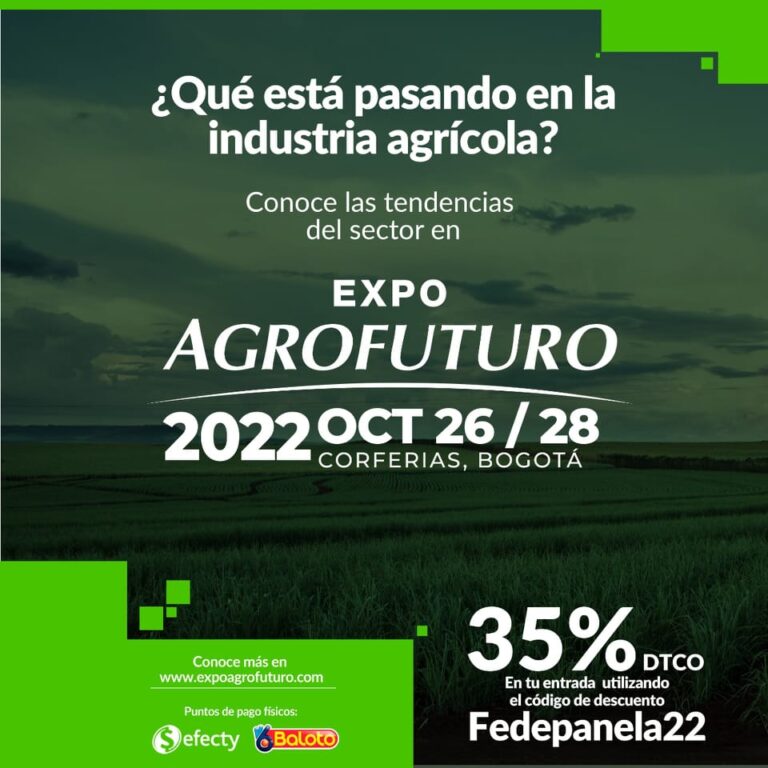 ¿Qué está pasando en la
industria agrícola?
Conoce las tendencias
del sector en
EXPO
AGROFUTURO
2022 OCT 26 / 28
CORFERIAS, BOGOTÁ
35% DTCO
En tu entrada utilizando
el código de descuento
Fedepanela22
Conoce más en
www.expoagrofuturo.com
Puntos de pago físicos:
Sefecty Baloto